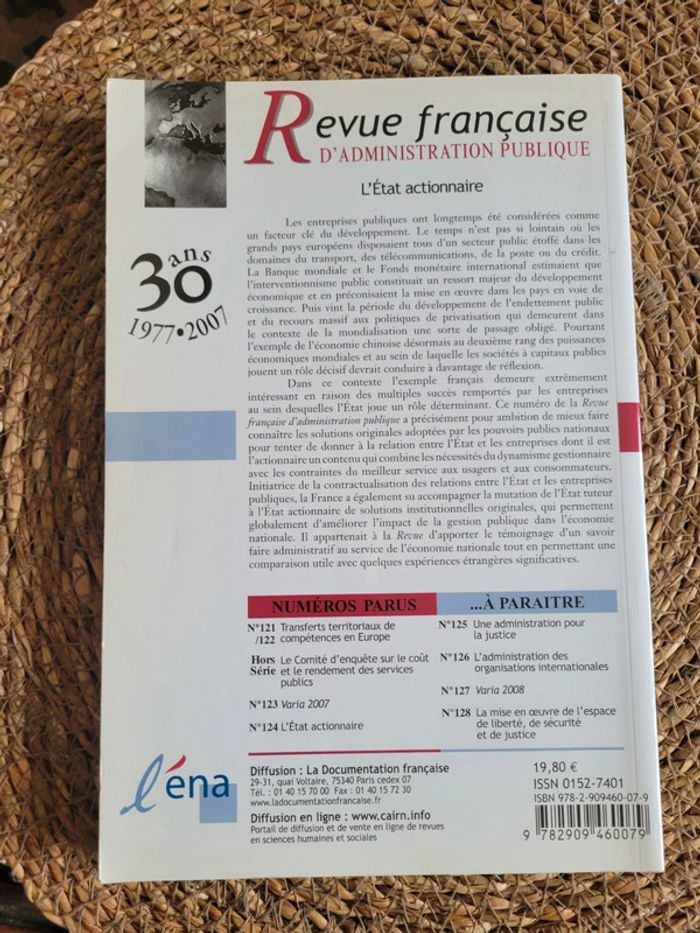 Revue française
D'ADMINISTRATION PUBLIQUE
L'État actionnaire
30 ans
1977•2007
Les entreprises publiques ont longtemps été considérées comme
un facteur clé du développement. Le temps n'est pas si lointain où les
grands pays européens disposaient tous d'un secteur public étoffé dans les
domaines du transport, des télécommunications, de la poste ou du crédit.
La Banque mondiale et le Fonds monétaire international estimaient que
l'interventionnisme public constituait un ressort majeur du développement
économique et en préconisaient la mise en œuvre dans les pays en voie de
croissance. Puis vint la période du développement de l'endettement public
et du recours massif aux politiques de privatisation qui demeurent dans
le contexte de la mondialisation une sorte de passage obligé. Pourtant
l'exemple de l'économie chinoise désormais au deuxième rang des puissances
économiques mondiales et au sein de laquelle les sociétés à capitaux publics
jouent un rôle décisif devrait conduire à davantage de réflexion.
Dans ce contexte l'exemple français demeure extrêmement
intéressant en raison des multiples succès remportés par les entreprises
au sein desquelles l'État joue un rôle déterminant. Ce numéro de la Revue
française d'administration publique a précisément pour ambition de mieux faire
connaître les solutions originales adoptées par les pouvoirs publics nationaux
pour tenter de donner à la relation entre l'État et les entreprises dont il est
l'actionnaire un contenu qui combine les nécessités du dynamisme gestionnaire
avec les contraintes du meilleur service aux usagers et aux consommateurs.
Initiatrice de la contractualisation des relations entre l'État et les entreprises
publiques, la France a également su accompagner la mutation de l'État tuteur
à l'État actionnaire de solutions institutionnelles originales, qui permettent
globalement d'améliorer l'impact de la gestion publique dans l'économie
nationale. Il appartenait à la Revue d'apporter le témoignage d'un savoir
faire administratif au service de l'économie nationale tout en permettant une
comparaison utile avec quelques expériences étrangères significatives.
NUMÉROS PARUS
N°121 Transferts territoriaux de
/122 compétences en Europe
Hors Le Comité d'enquête sur le coût
Série et le rendement des services
publics
N°123 Varia 2007
N°124 L'État actionnaire
...À PARAITRE
N°125 Une administration pour
la justice
N°126 L'administration des
organisations internationales
N°127 Varia 2008
N°128 La mise en œuvre de l'espace
de liberté, de sécurité
et de justice
l'éna
Diffusion : La Documentation française
29-31, quai Voltaire, 75340 Paris cedex 07
Tél. : 01 40 15 70 00 Fax : 01 40 15 72 30
www.ladocumentationfrancaise.fr
Diffusion en ligne : www.cairn.info
Portail de diffusion et de vente en ligne de revues
en sciences humaines et sociales
19,80 €
ISSN 0152-7401
ISBN 978-2-909460-07-9
9 782909 460079